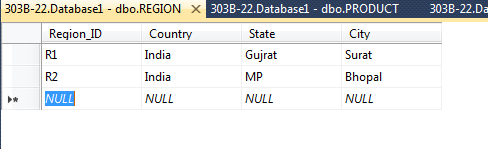 303B-22.Database1 - dbo.REGION 303B-22.Database1 - dbo.PRODUCT 303B-22.Da
Region_ID Country State City
R1 India Gujrat Surat
R2 India MP Bhopal
NULL NULL NULL NULL